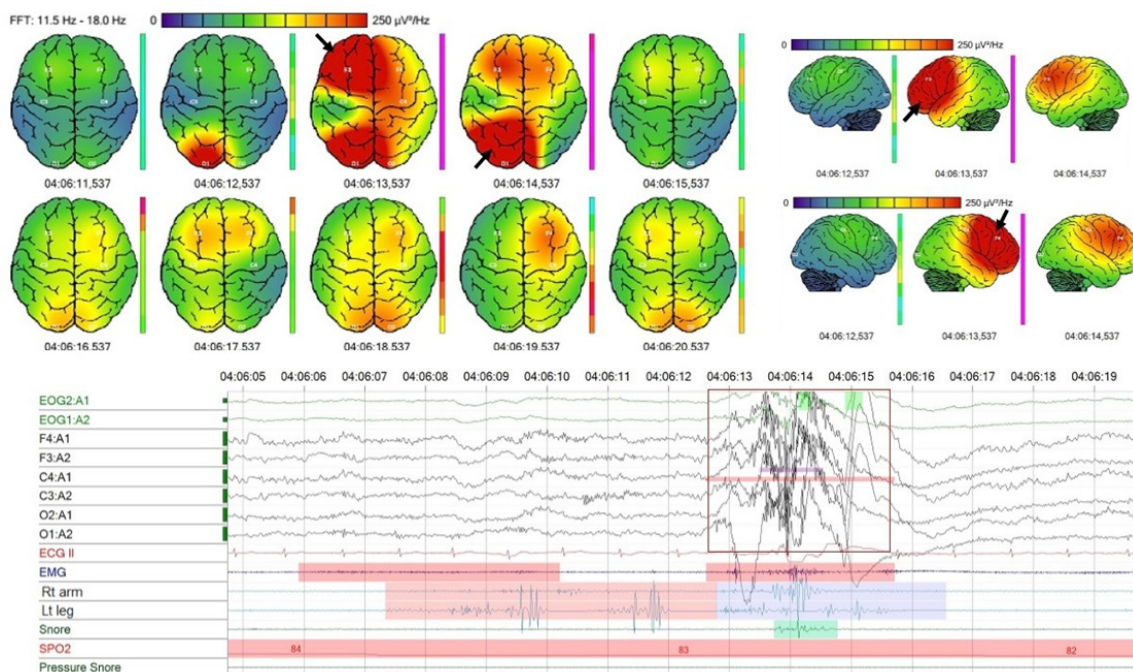 FFT: 11.5 Hz - 18.0 Hz 0 250 µV²/Hz
0 250 µV²/Hz
F3 F4
C3 C4
O1 O2
04:06:11,537 04:06:12,537 04:06:13,537 04:06:14,537 04:06:15,537
04:06:12,537 04:06:13,537 04:06:14,537
04:06:16.537 04:06:17.537 04:06:18.537 04:06:19.537 04:06:20.537
0 250 µV²/Hz
04:06:12,537 04:06:13,537 04:06:14,537
04:06:05 04:06:06 04:06:07 04:06:08 04:06:09 04:06:10 04:06:11 04:06:12 04:06:13 04:06:14 04:06:15 04:06:16 04:06:17 04:06:18 04:06:19
EOG2:A1
EOG1:A2
F4:A1
F3:A2
C4:A1
C3:A2
O2:A1
O1:A2
ECG II
EMG
Rt arm
Lt leg
Snore
SPO2 84 83 82
Pressure Snore